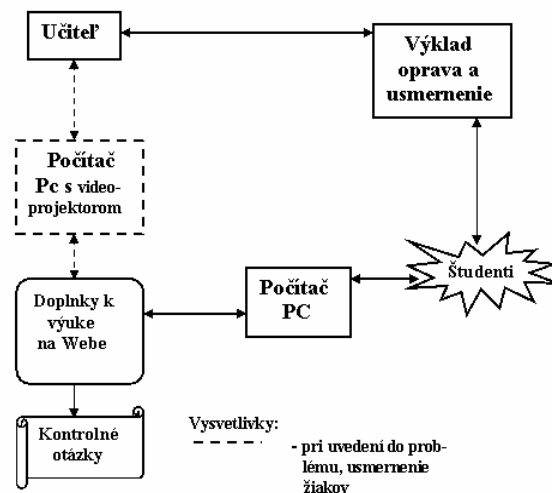 Učiteľ
Výklad
oprava a
usmernenie
Počítač
Pc s video-
projektorom
Študenti
Počítač
PC
Doplnky k
výuke
na Webe
Kontrolné
otázky
Vysvetlivky:
- pri uvedení do prob-
lému, usmernenie
žiakov